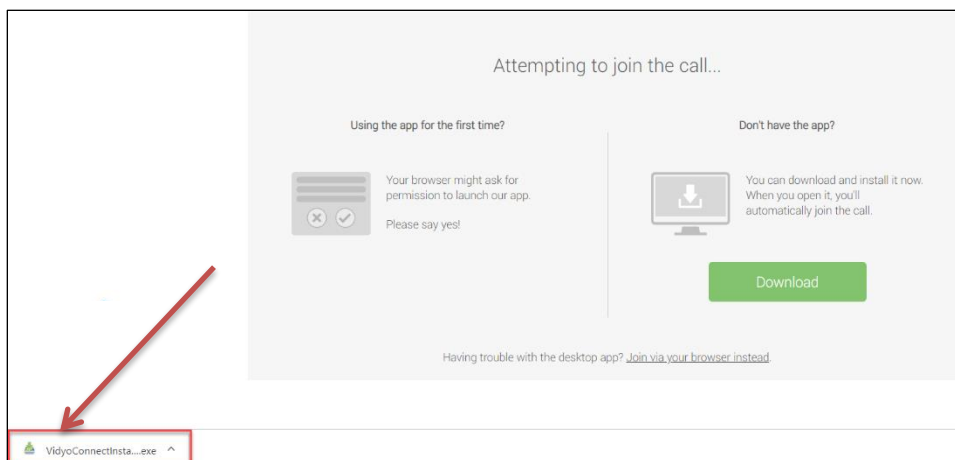 Attempting to join the call...
Using the app for the first time?
Your browser might ask for
permission to launch our app.
Please say yes!
Don't have the app?
You can download and install it now.
When you open it, you'll
automatically join the call.
Download
Having trouble with the desktop app? Join via your browser instead.
VidyoConnectInsta....exe